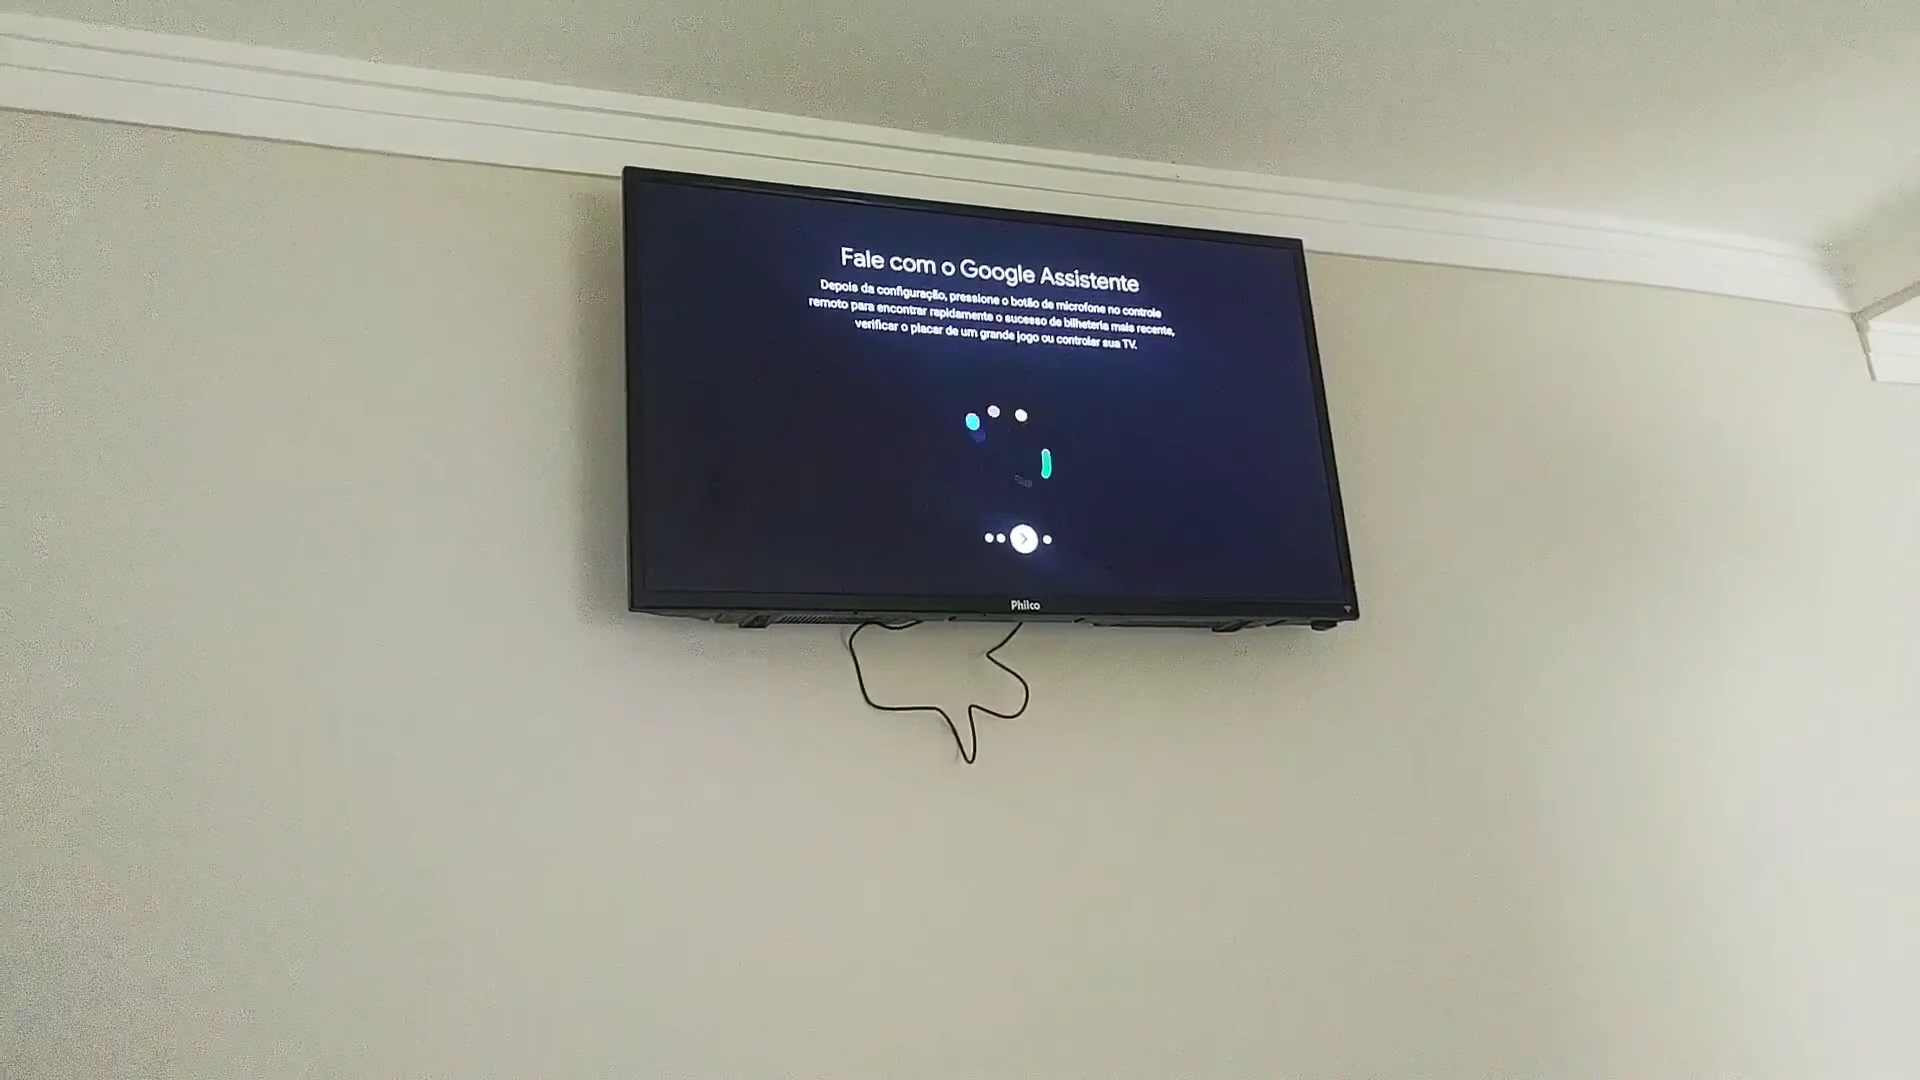 Fale com o Google Assistente
Depois da configuração, pressione o botão de microfone no controle
remoto para encontrar rapidamente o sucesso de bilheteria mais recente,
verificar o placar de um grande jogo ou controlar sua TV.
Philco